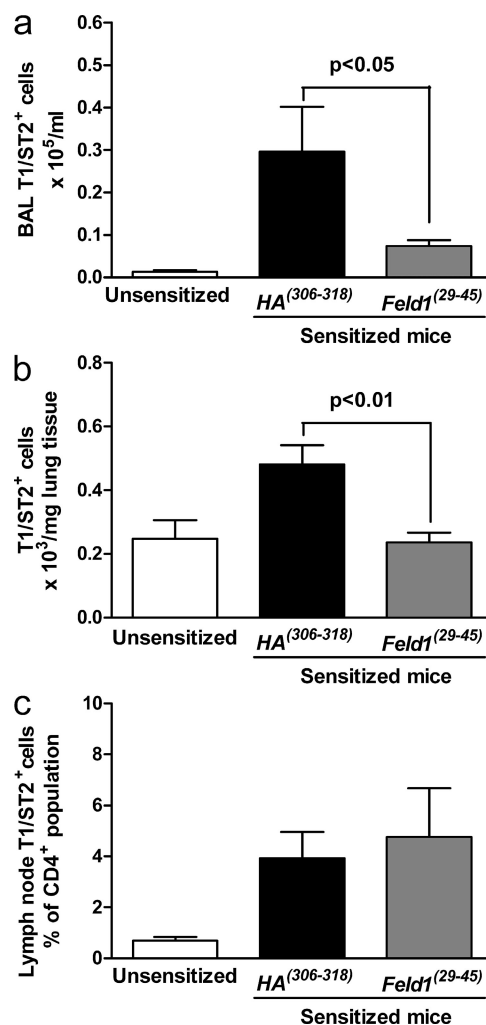 a
BAL T1/ST2⁺ cells
x 10⁵/ml
0.6
0.5
0.4
0.3
0.2
0.1
0.0
p<0.05
Unsensitized
HA⁽³⁰⁶⁻³¹⁸⁾
Feld1⁽²⁹⁻⁴⁵⁾
Sensitized mice
b
T1/ST2⁺ cells
x 10³/mg lung tissue
0.8
0.6
0.4
0.2
0.0
p<0.01
Unsensitized
HA⁽³⁰⁶⁻³¹⁸⁾
Feld1⁽²⁹⁻⁴⁵⁾
Sensitized mice
c
Lymph node T1/ST2⁺cells
% of CD4⁺ population
10
8
6
4
2
0
Unsensitized
HA⁽³⁰⁶⁻³¹⁸⁾
Feld1⁽²⁹⁻⁴⁵⁾
Sensitized mice